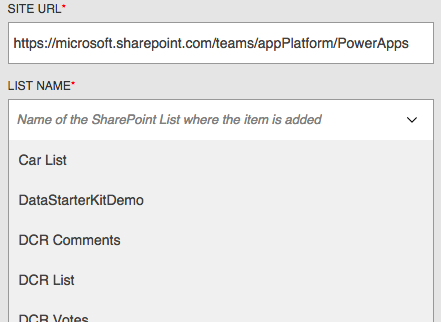 SITE URL*
https://microsoft.sharepoint.com/teams/appPlatform/PowerApps
LIST NAME*
Name of the SharePoint List where the item is added
Car List
DataStarterKitDemo
DCR Comments
DCR List
DCR Votes